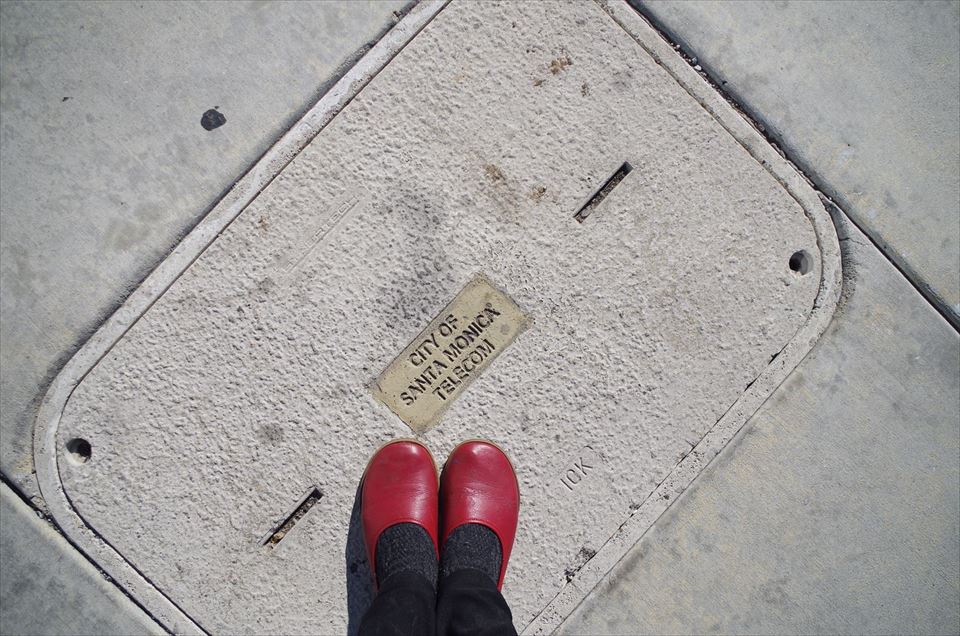 CITY OF
SANTA MONICA®
TELECOM
10K